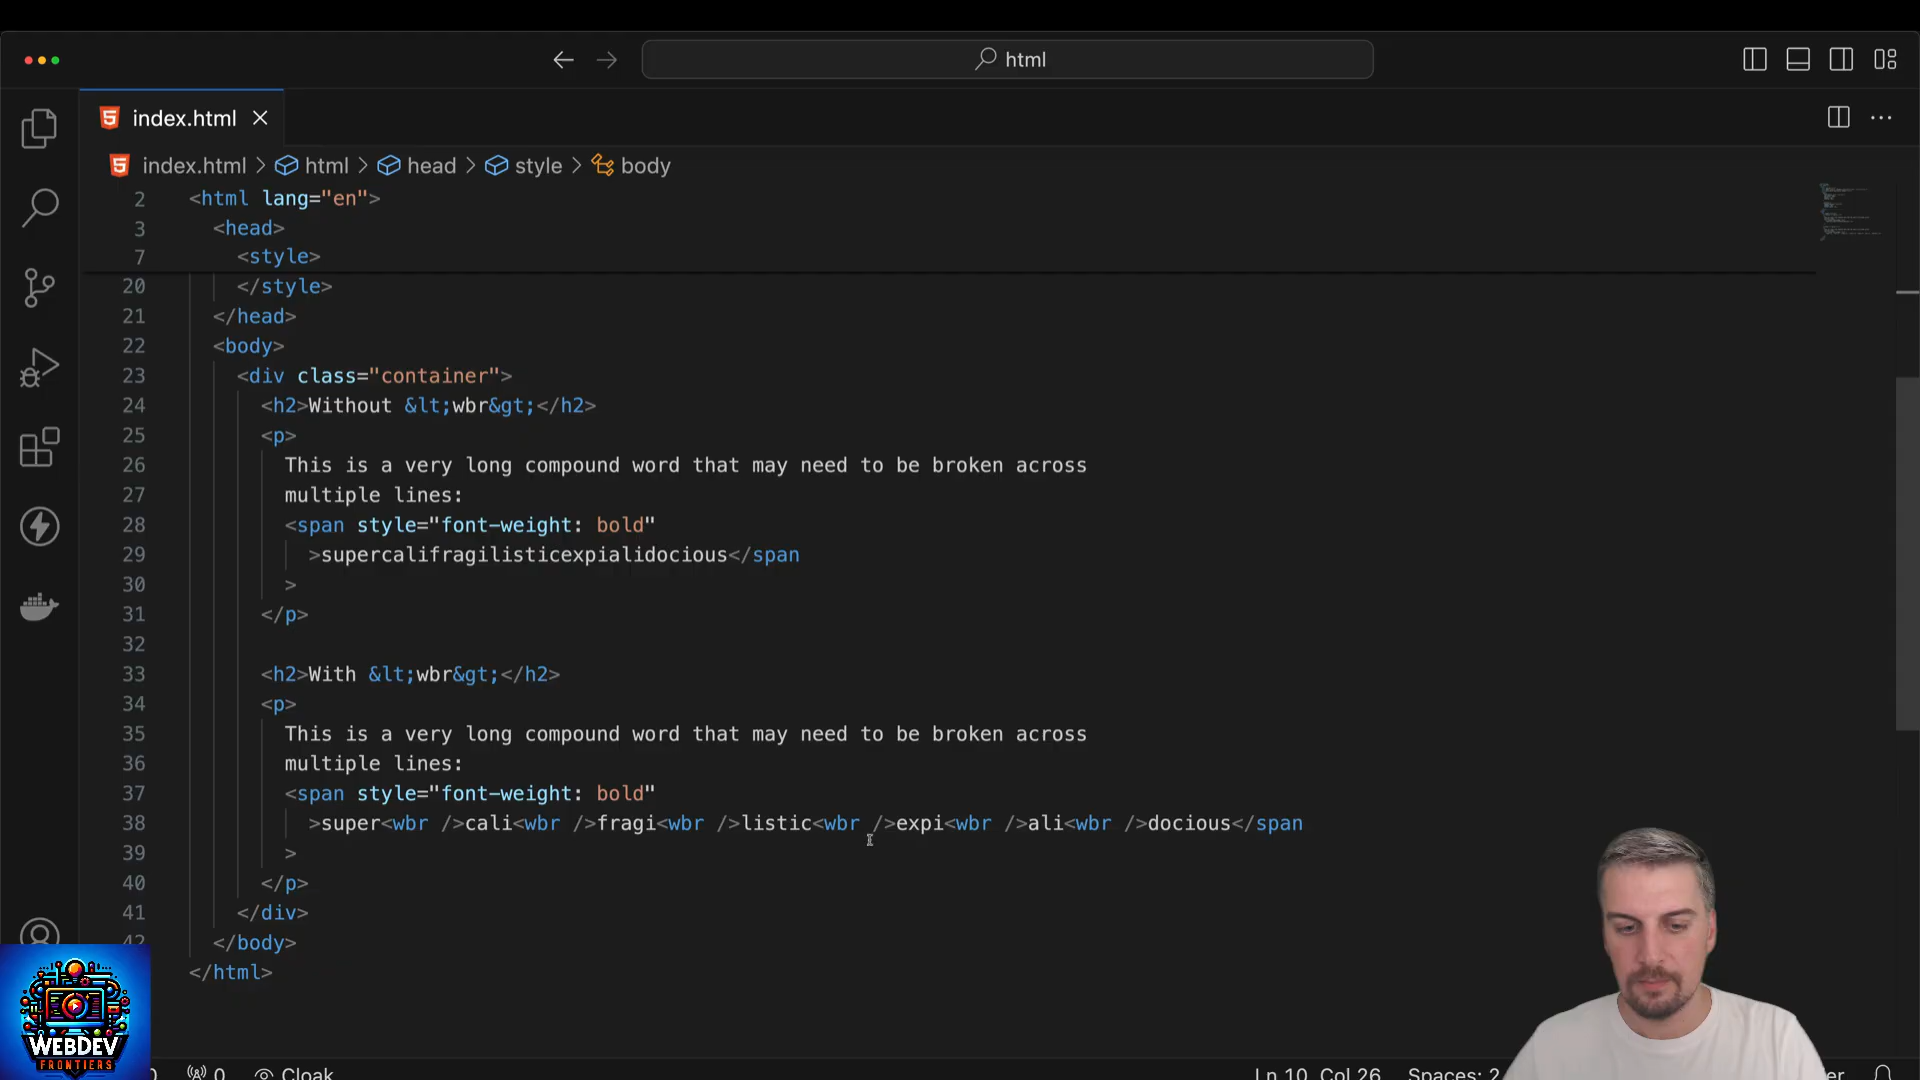 html
index.html
index.html > html > head > style > body
2 <html lang="en">
3 <head>
7 <style>
20 </style>
21 </head>
22 <body>
23 <div class="container">
24 <h2>Without &lt;wbr&gt;</h2>
25 <p>
26 This is a very long compound word that may need to be broken across
27 multiple lines:
28 <span style="font-weight: bold"
29 >supercalifragilisticexpialidocious</span
30 >
31 </p>
32
33 <h2>With &lt;wbr&gt;</h2>
34 <p>
35 This is a very long compound word that may need to be broken across
36 multiple lines:
37 <span style="font-weight: bold"
38 >super<wbr />cali<wbr />fragi<wbr />listic<wbr />expi<wbr />ali<wbr />docious</span
39 >
40 </p>
41 </div>
42 </body>
</html>
WEBDEV
FRONTIERS
0 Cloak
Ln 10, Col 26 Spaces: 2